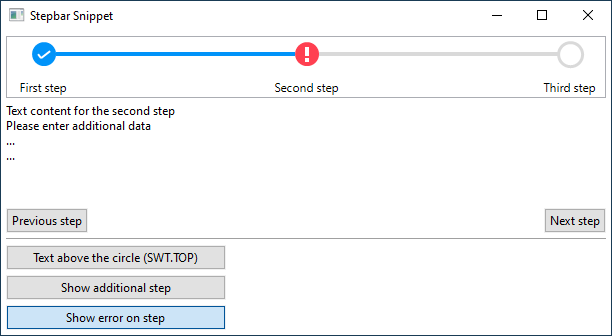 Stepbar Snippet
First step
Second step
Third step
Text content for the second step
Please enter additional data
...
...
Previous step
Next step
Text above the circle (SWT.TOP)
Show additional step
Show error on step